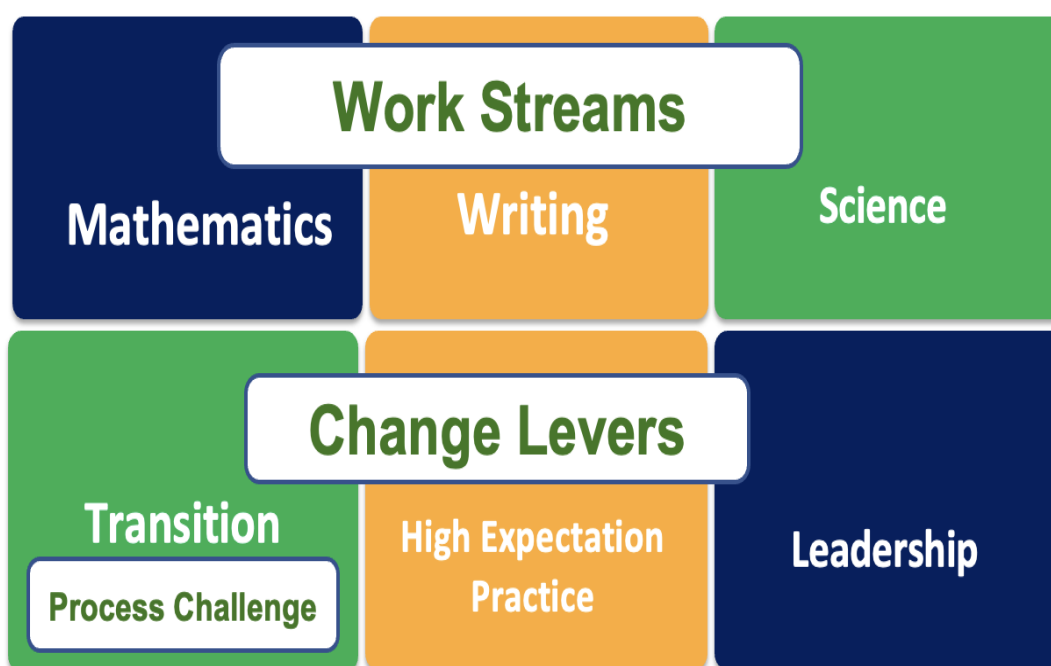 Work Streams
Mathematics
Writing
Science
Change Levers
Transition
High Expectation
Practice
Leadership
Process Challenge